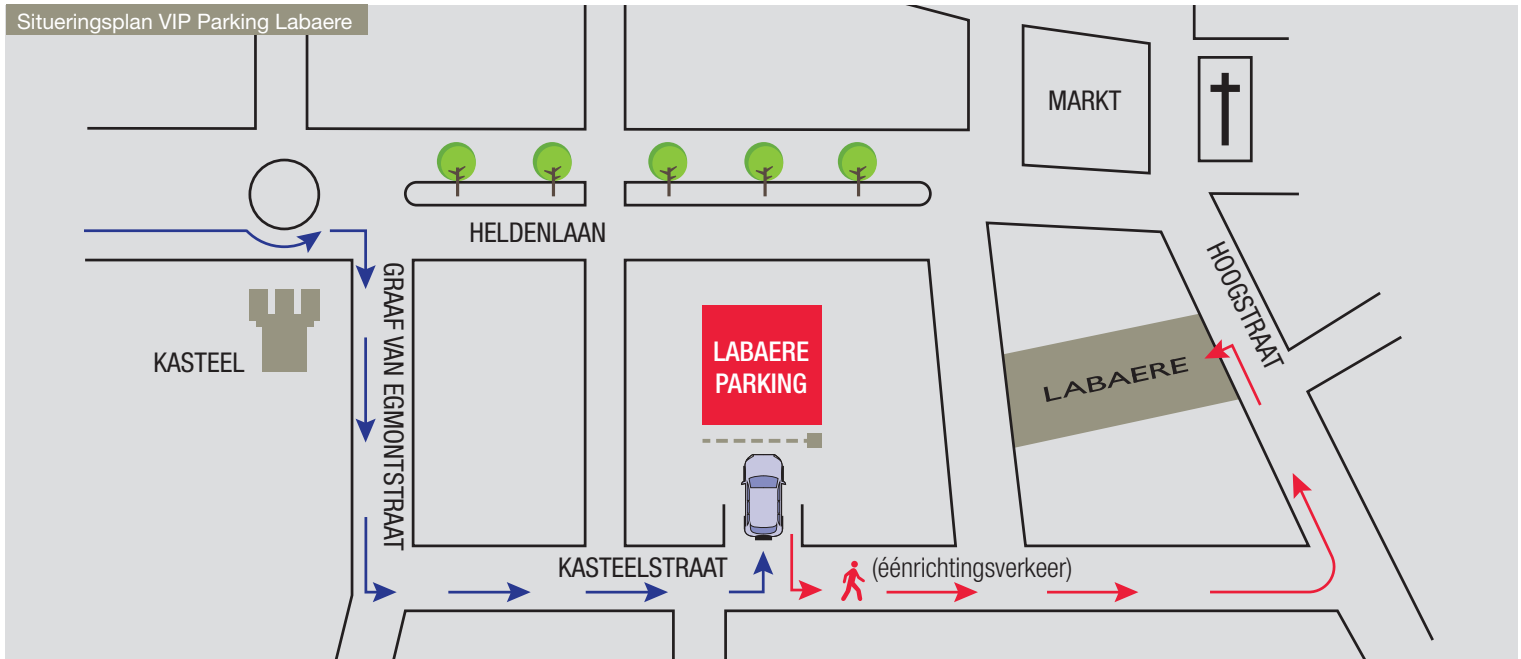 Situeringsplan VIP Parking Labaere
MARKT
HELDENLAAN
HOOGSTRAAT
GRAAF VAN EGMONTSTRAAT
KASTEEL
LABAERE
PARKING
LABAERE
KASTEELSTRAAT
(éénrichtingsverkeer)